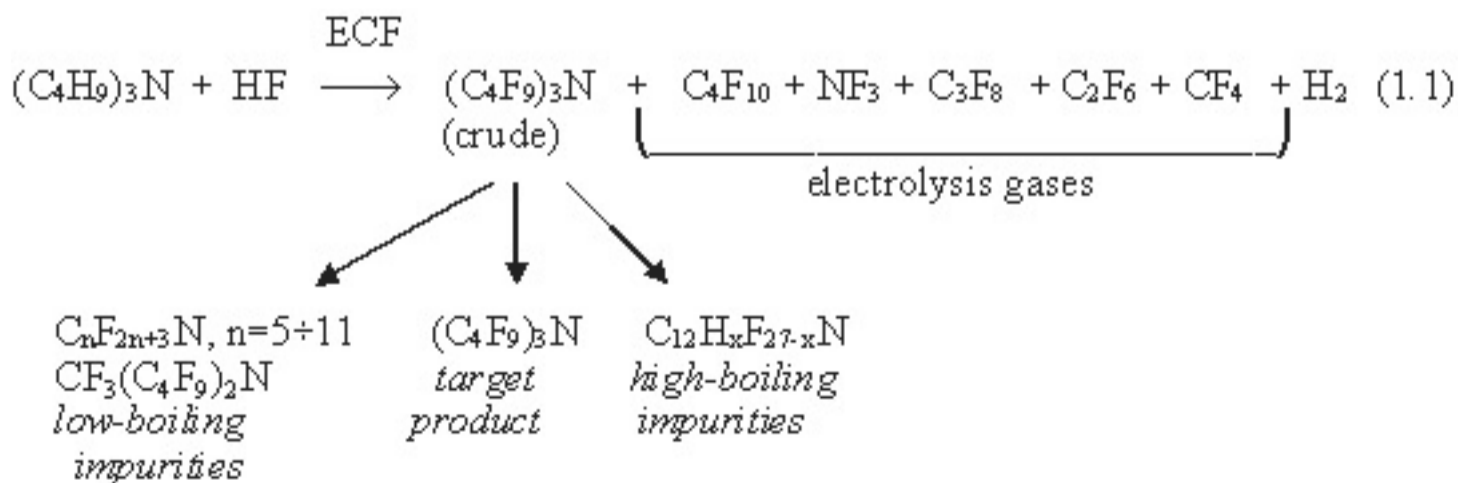 ECF
(C₄H₉)₃N + HF ⟶ (C₄F₉)₃N + C₄F₁₀ + NF₃ + C₃F₈ + C₂F₆ + CF₄ + H₂ (1.1)
(crude)
electrolysis gases
CₙF₂ₙ₊₃N, n=5÷11 (C₄F₉)₃N C₁₂HₓF₂₇₋ₓN
CF₃(C₄F₉)₂N target high-boiling
low-boiling product impurities
impurities